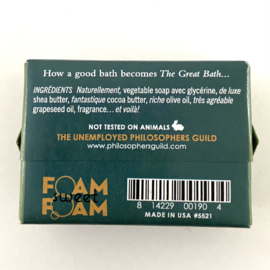 How a good bath becomes The Great Bath...
INGRÉDIENTS Naturellement, vegetable soap avec glycérine, de luxe
shea butter, fantastique cocoa butter, riche olive oil, très agréable
grapeseed oil, fragrance... et voilà!
NOT TESTED ON ANIMALS
THE UNEMPLOYED PHILOSOPHERS GUILD
www.philosophersguild.com
FOAM
sweet
FOAM
8 14229 00190 4
MADE IN USA #5521